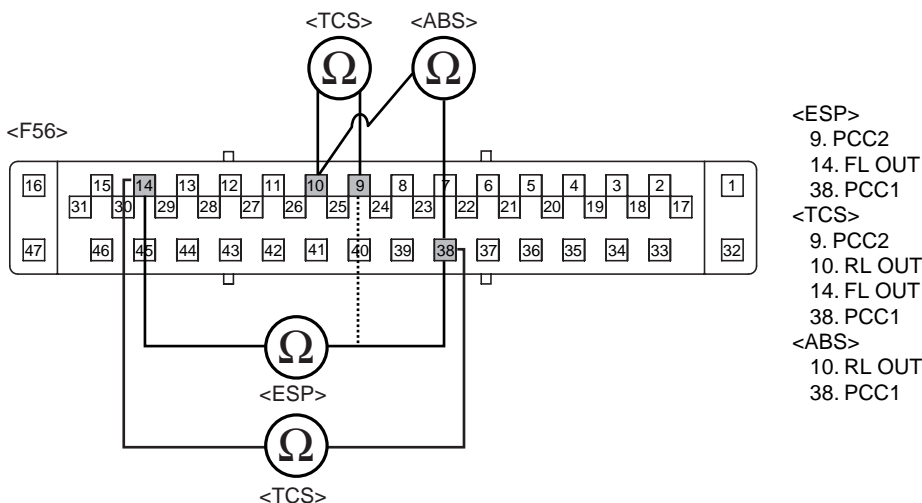 <TCS> <ABS>
Ω Ω
<F56>
16 15 14 13 12 11 10 9 8 7 6 5 4 3 2 1
31 30 29 28 27 26 25 24 23 22 21 20 19 18 17
47 46 45 44 43 42 41 40 39 38 37 36 35 34 33 32
Ω
<ESP>
Ω
<TCS>
<ESP>
9. PCC2
14. FL OUT
38. PCC1
<TCS>
9. PCC2
10. RL OUT
14. FL OUT
38. PCC1
<ABS>
10. RL OUT
38. PCC1